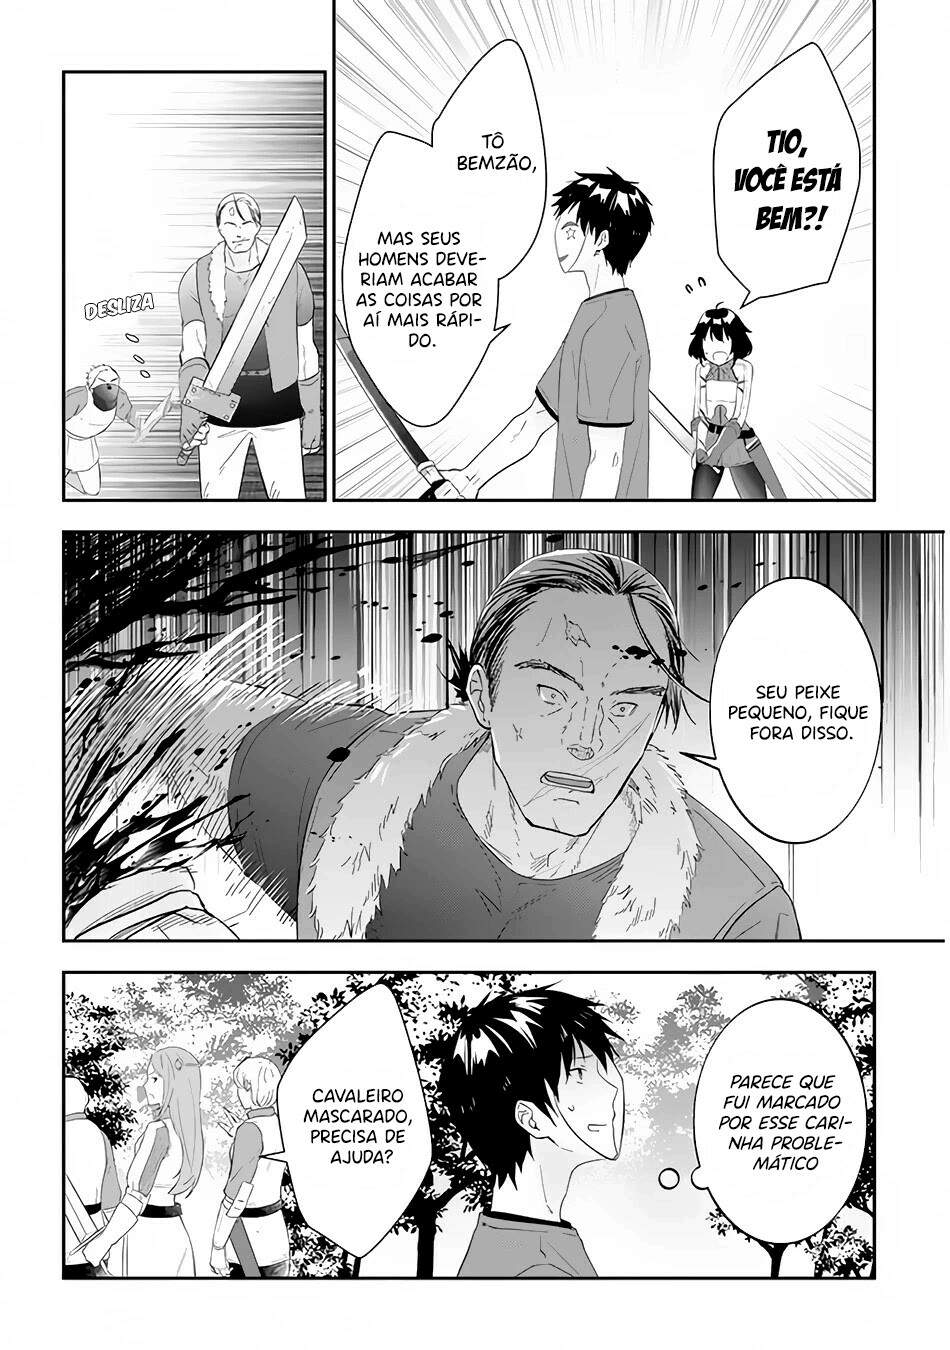 TIO,
VOCÊ ESTÁ
BEM?!
TÔ
BEMZÃO,
MAS SEUS
HOMENS DEVE-
RIAM ACABAR
AS COISAS POR
AÍ MAIS RÁPI-
DO.
DESLIZA
SEU PEIXE
PEQUENO, FIQUE
FORA DISSO.
PARECE QUE
FUI MARCADO
POR ESSE CARI-
NHA PROBLE-
MÁTICO
CAVALEIRO
MASCARADO,
PRECISA DE
AJUDA?